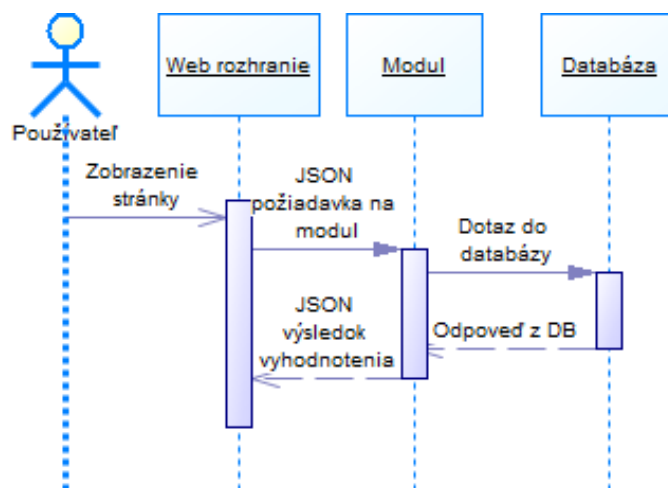 Web rozhranie
Modul
Databáza
Používateľ
Zobrazenie
stránky
JSON
požiadavka na
modul
Dotaz do
databázy
JSON
výsledok
vyhodnotenia
Odpoveď z DB